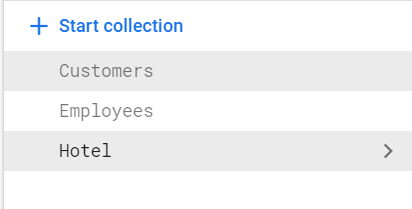 + Start collection
Customers
Employees
Hotel